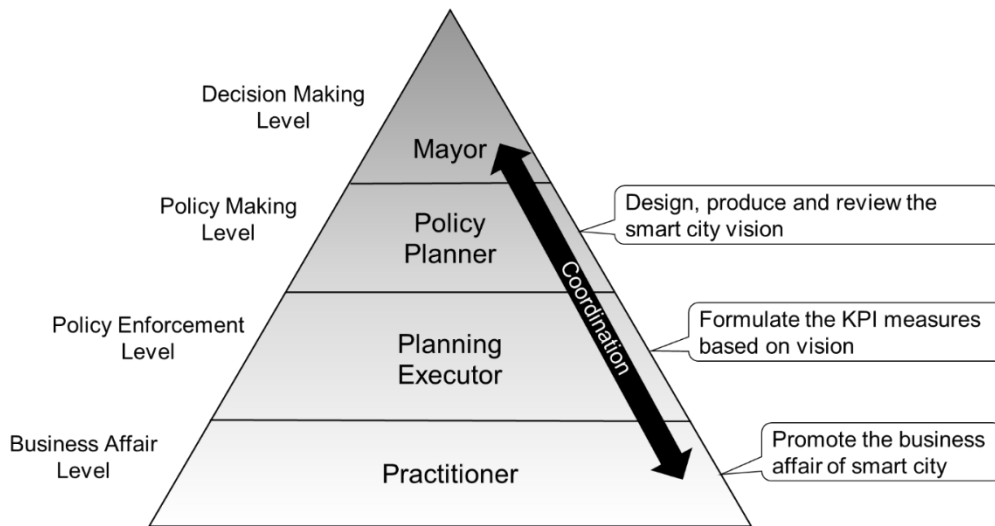 Decision Making
Level
Mayor
Policy Making
Level
Policy
Planner
Design, produce and review the
smart city vision
Coordination
Policy Enforcement
Level
Planning
Executor
Formulate the KPI measures
based on vision
Business Affair
Level
Practitioner
Promote the business
affair of smart city